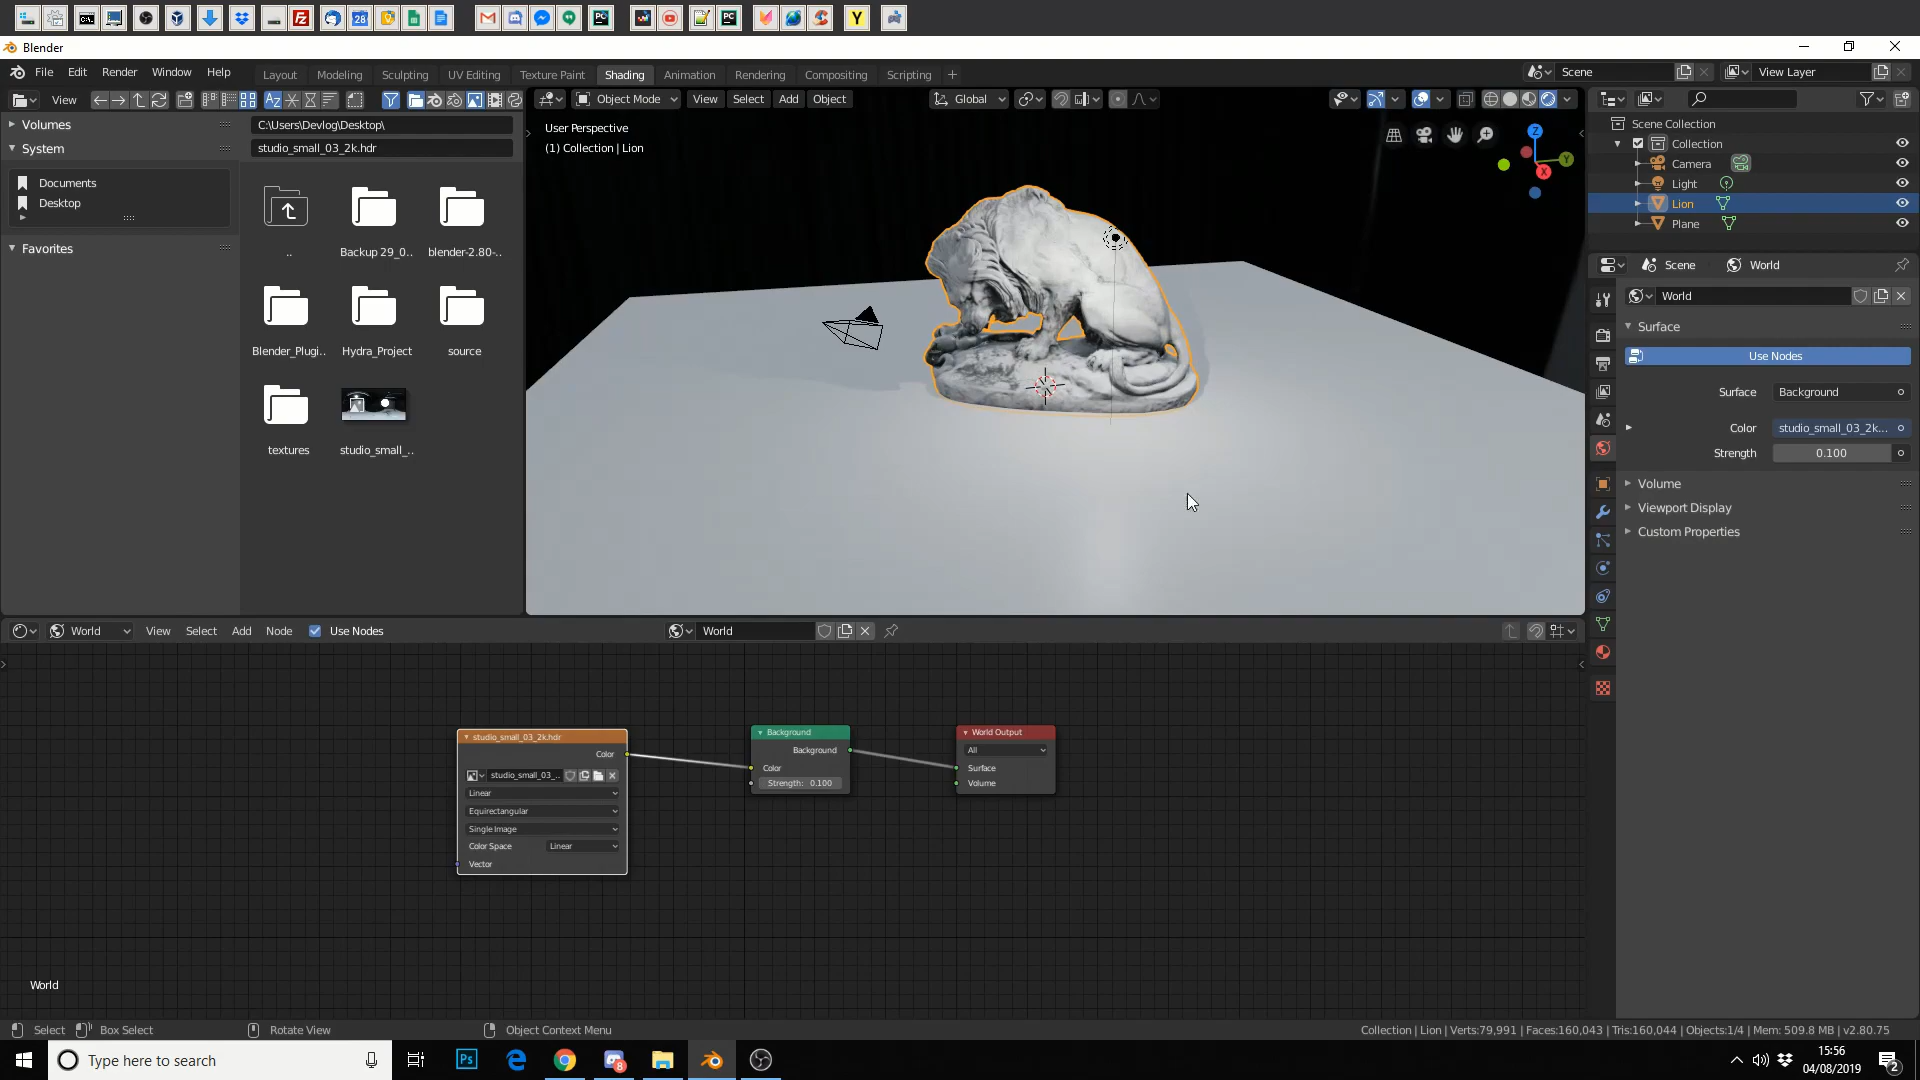 Blender
File Edit Render Window Help
Layout Modeling Sculpting UV Editing Texture Paint Shading Animation Rendering Compositing Scripting +
Scene
View Layer
View
Object Mode View Select Add Object
Global
Volumes
System
Documents
Desktop
Favorites
C:\Users\Devlog\Desktop\
studio_small_03_2k.hdr
..
Backup 29_0..
blender-2.80-..
Blender_Plugi..
Hydra_Project
source
textures
studio_small_..
User Perspective
(1) Collection | Lion
Z
Y
X
Scene Collection
Collection
Camera
Light
Lion
Plane
Scene World
World
Surface
Use Nodes
Surface Background
Color studio_small_03_2k...
Strength 0.100
Volume
Viewport Display
Custom Properties
World View Select Add Node Use Nodes
World
studio_small_03_2k.hdr
Color
studio_small_03_..
Linear
Equirectangular
Single Image
Color Space Linear
Vector
Background
Background
Color
Strength: 0.100
World Output
All
Surface
Volume
World
Select Box Select Rotate View Object Context Menu
Collection | Lion | Verts:79,991 | Faces:160,043 | Tris:160,044 | Objects:1/4 | Mem: 509.8 MB | v2.80.75
Type here to search
15:56
04/08/2019